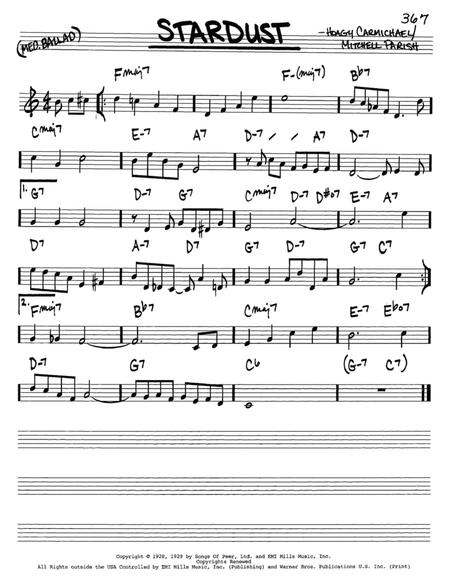 367
STARDUST
(MED. BALLAD)
-HOAGY CARMICHAEL/
MITCHELL PARISH
Fmaj7 F-(maj7) Bb7
Cmaj7 E-7 A7 D-7 / / A7 D-7
1. G7 D-7 G7 Cmaj7 D-7 D#o7 E-7 A7
D7 A-7 D7 G7 D-7 G7 C7
2. Fmaj7 Bb7 Cmaj7 E-7 Ebo7
D-7 G7 C6 (G-7 C7)
Copyright © 1928, 1929 by Songs Of Peer, Ltd. and EMI Mills Music, Inc.
Copyrights Renewed
All Rights outside the USA Controlled by EMI Mills Music, Inc. (Publishing) and Warner Bros. Publications U.S. Inc. (Print)